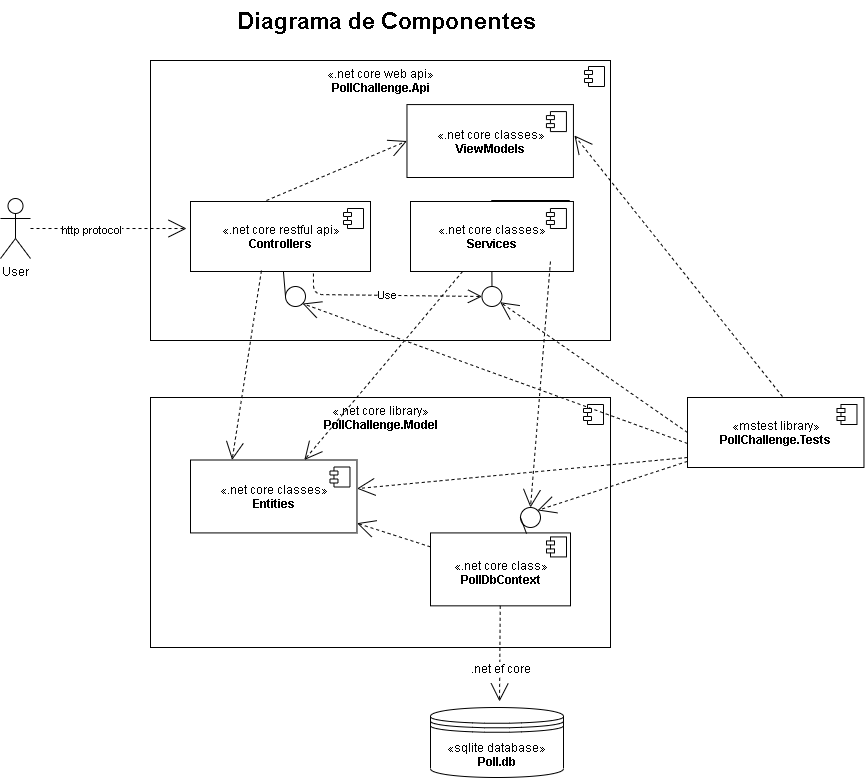 Diagrama de Componentes
«.net core web api»
PollChallenge.Api
«.net core classes»
ViewModels
«.net core restful api»
Controllers
«.net core classes»
Services
http protocol
User
Use
«.net core library»
PollChallenge.Model
«mstest library»
PollChallenge.Tests
«.net core classes»
Entities
«.net core class»
PollDbContext
.net ef core
«sqlite database»
Poll.db